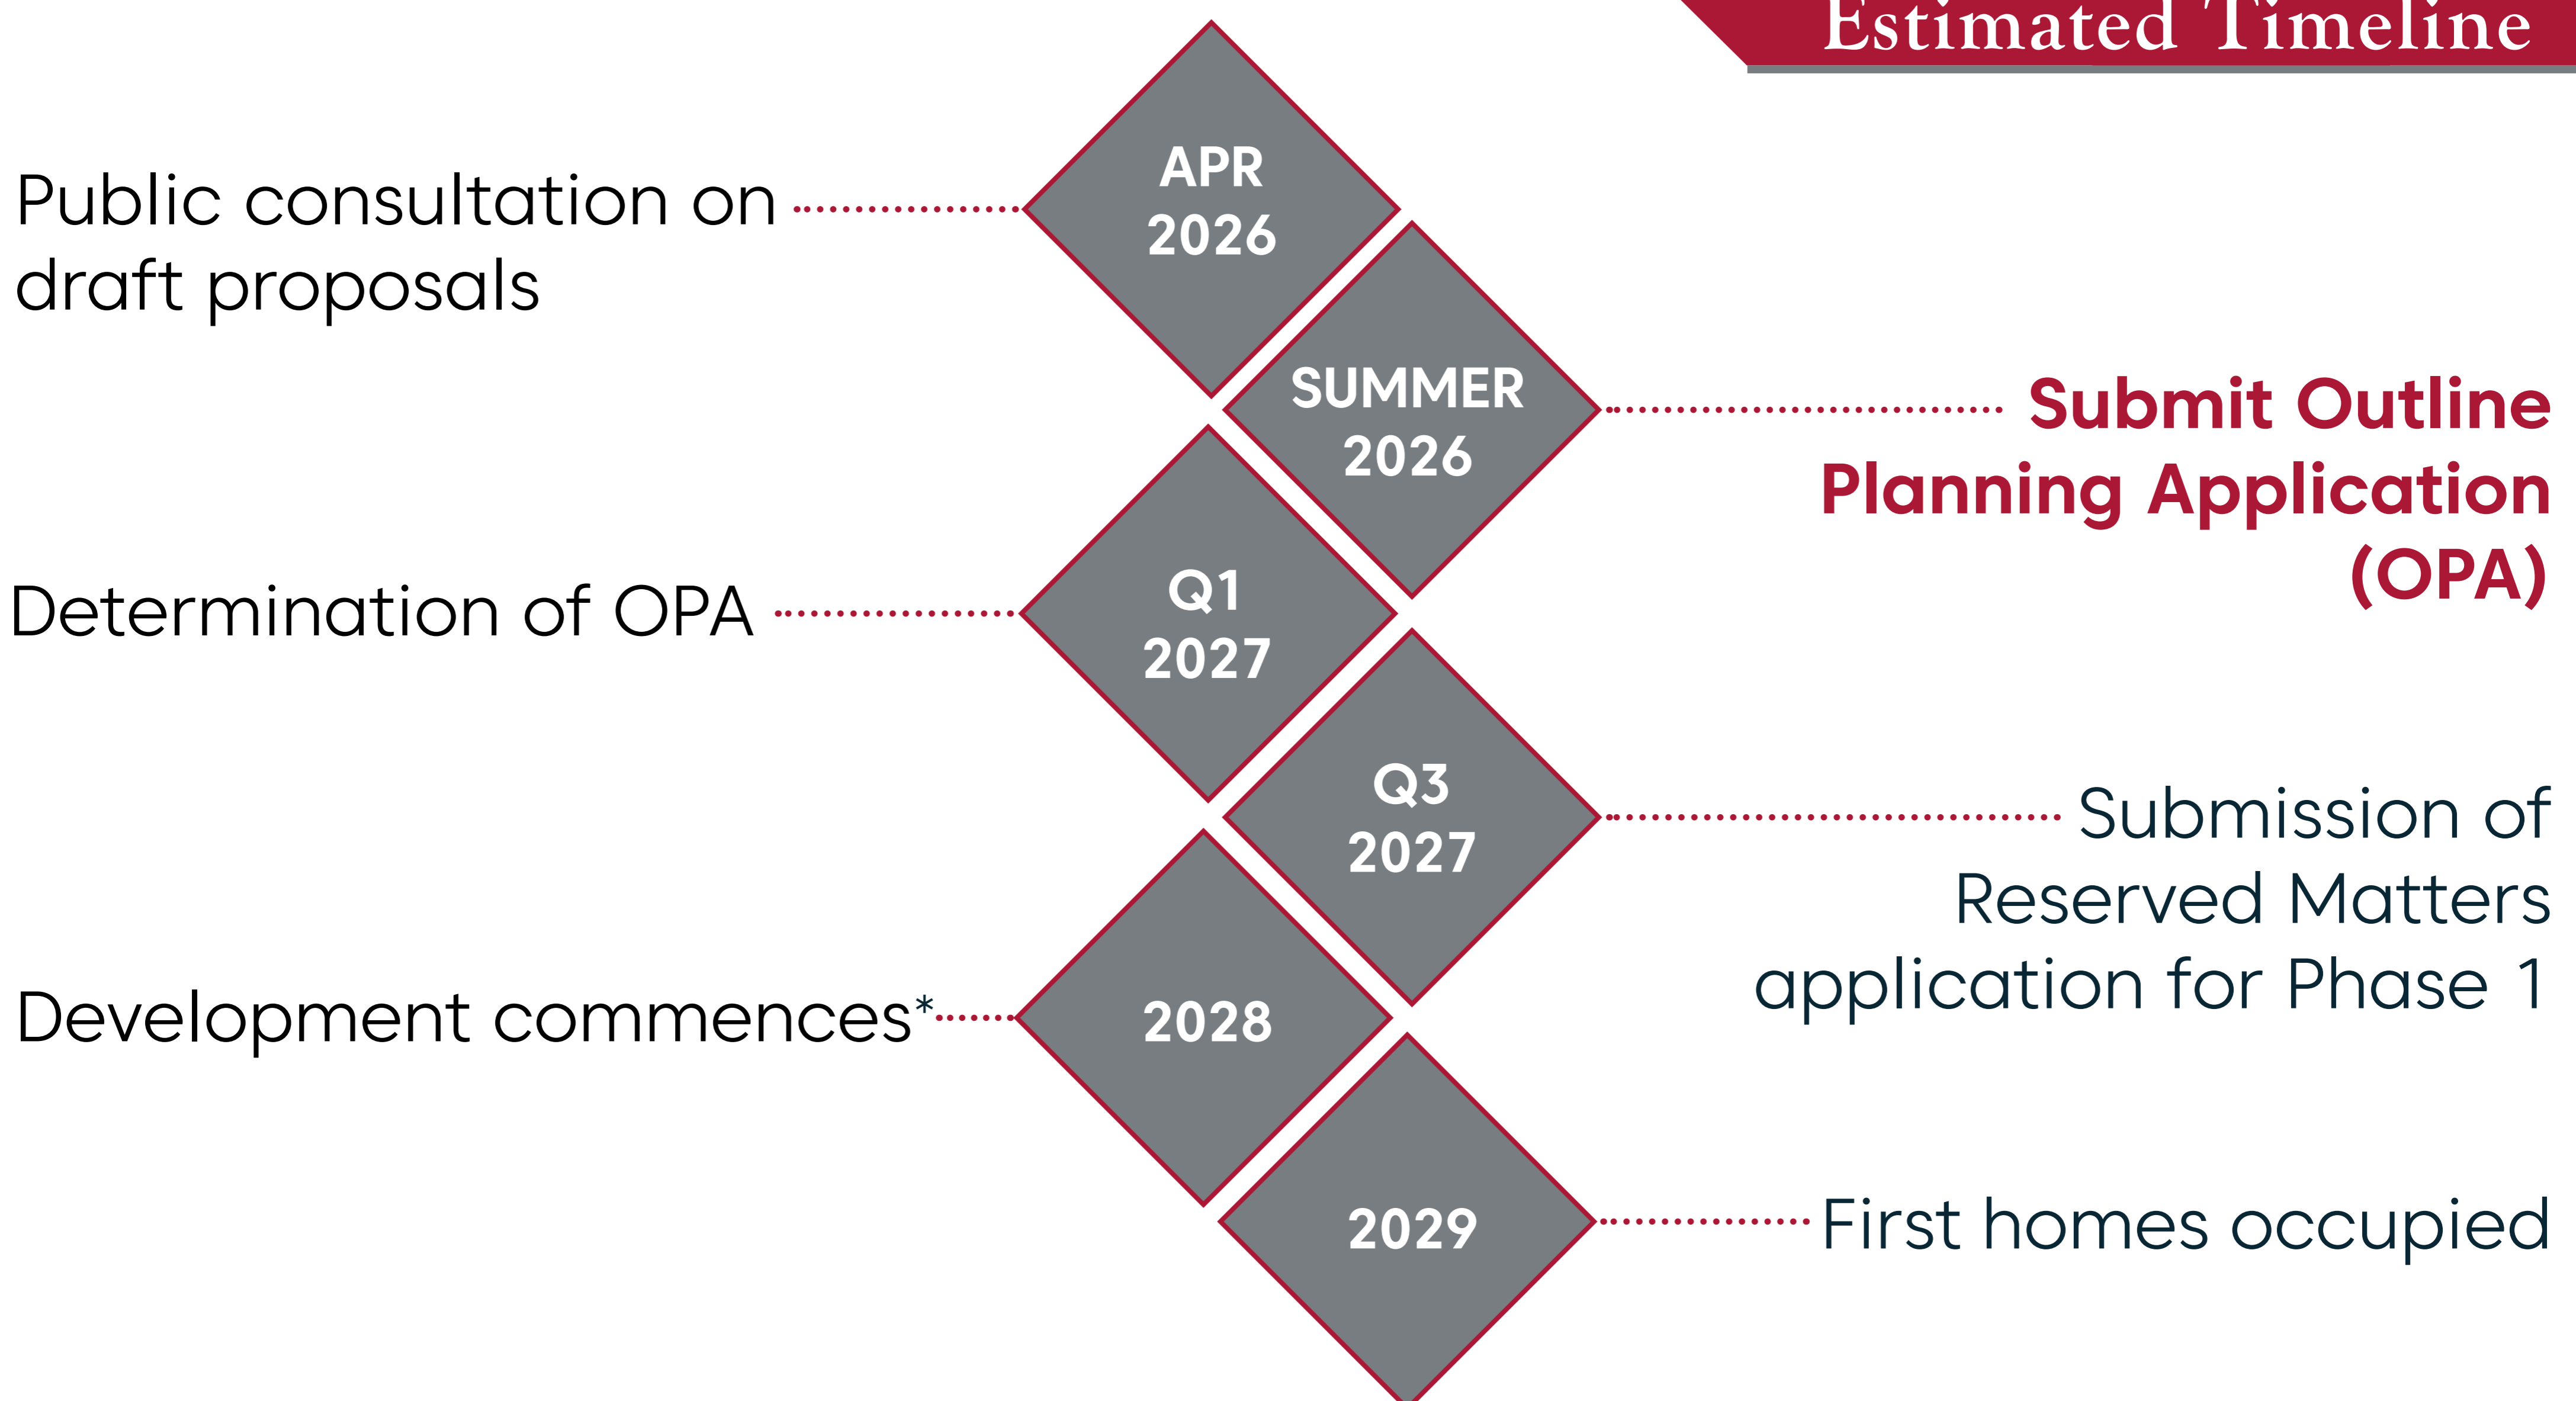 Estimated Timeline
APR
2026
Public consultation on
draft proposals
SUMMER
2026
Submit Outline
Planning Application
(OPA)
Q1
2027
Determination of OPA
Q3
2027
Submission of
Reserved Matters
application for Phase 1
2028
Development commences*
2029
First homes occupied